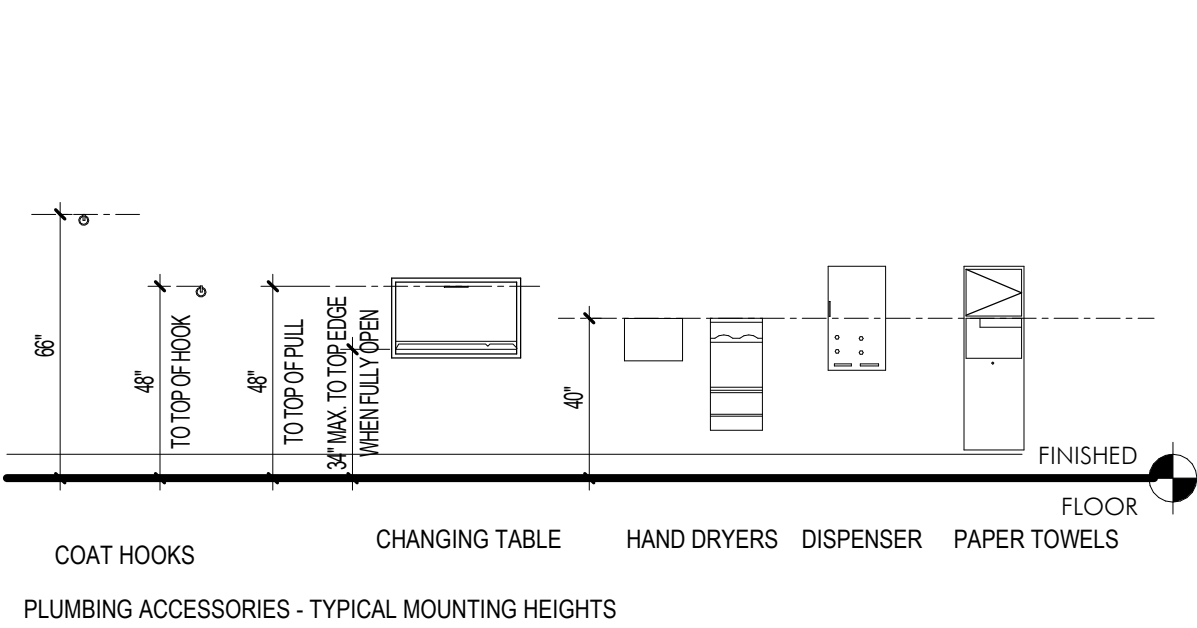 66"
48"
TO TOP OF HOOK
48"
TO TOP OF PULL
34" MAX. TO TOP EDGE
WHEN FULLY OPEN
40"
FINISHED
FLOOR
COAT HOOKS
CHANGING TABLE
HAND DRYERS
DISPENSER
PAPER TOWELS
PLUMBING ACCESSORIES - TYPICAL MOUNTING HEIGHTS